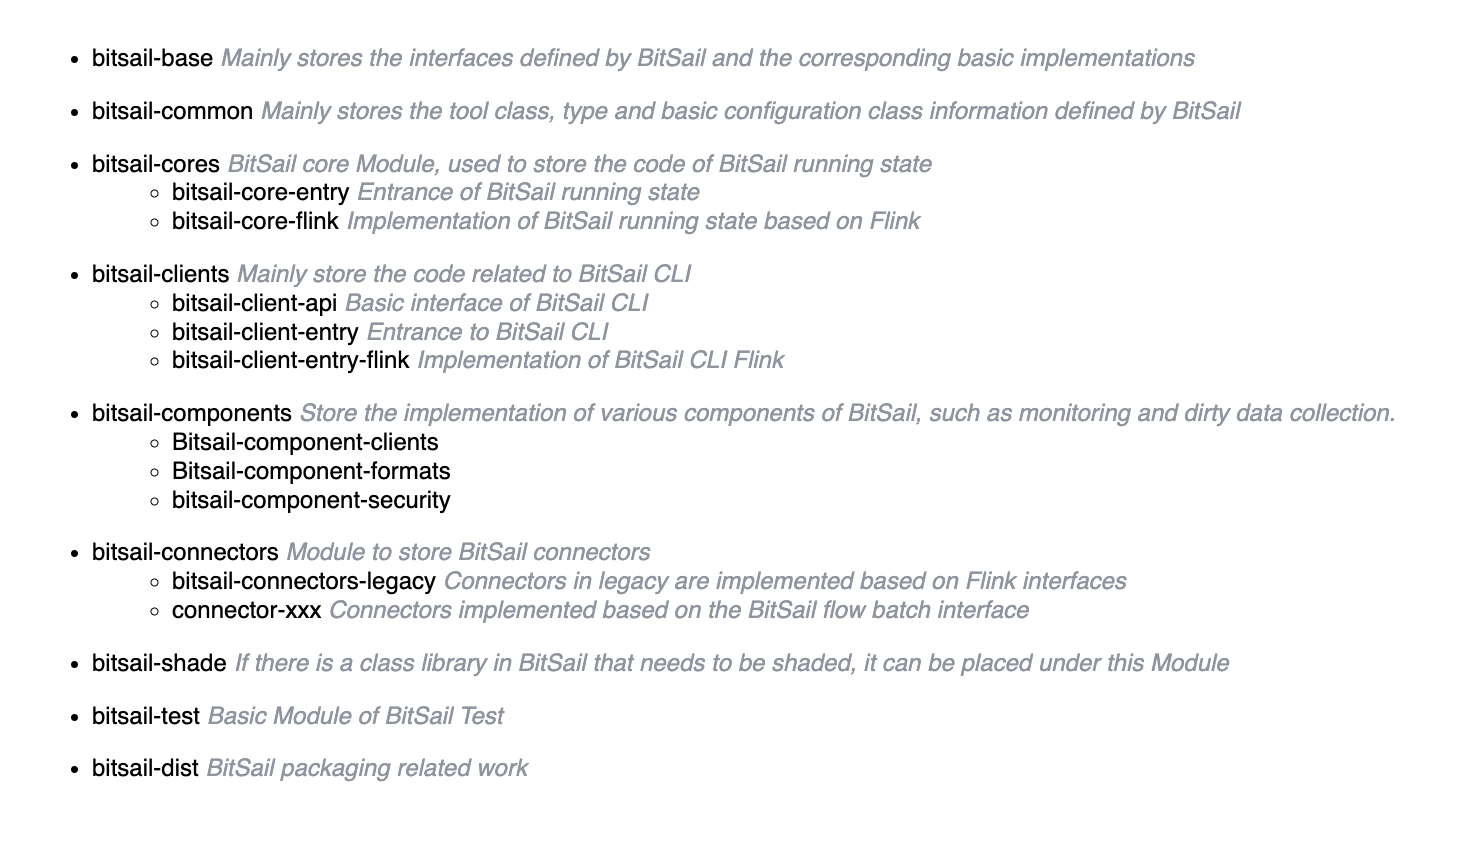 bitsail-base Mainly stores the interfaces defined by BitSail and the corresponding basic implementations
bitsail-common Mainly stores the tool class, type and basic configuration class information defined by BitSail
bitsail-cores BitSail core Module, used to store the code of BitSail running state
bitsail-core-entry Entrance of BitSail running state
bitsail-core-flink Implementation of BitSail running state based on Flink
bitsail-clients Mainly store the code related to BitSail CLI
bitsail-client-api Basic interface of BitSail CLI
bitsail-client-entry Entrance to BitSail CLI
bitsail-client-entry-flink Implementation of BitSail CLI Flink
bitsail-components Store the implementation of various components of BitSail, such as monitoring and dirty data collection.
Bitsail-component-clients
Bitsail-component-formats
bitsail-component-security
bitsail-connectors Module to store BitSail connectors
bitsail-connectors-legacy Connectors in legacy are implemented based on Flink interfaces
connector-xxx Connectors implemented based on the BitSail flow batch interface
bitsail-shade If there is a class library in BitSail that needs to be shaded, it can be placed under this Module
bitsail-test Basic Module of BitSail Test
bitsail-dist BitSail packaging related work